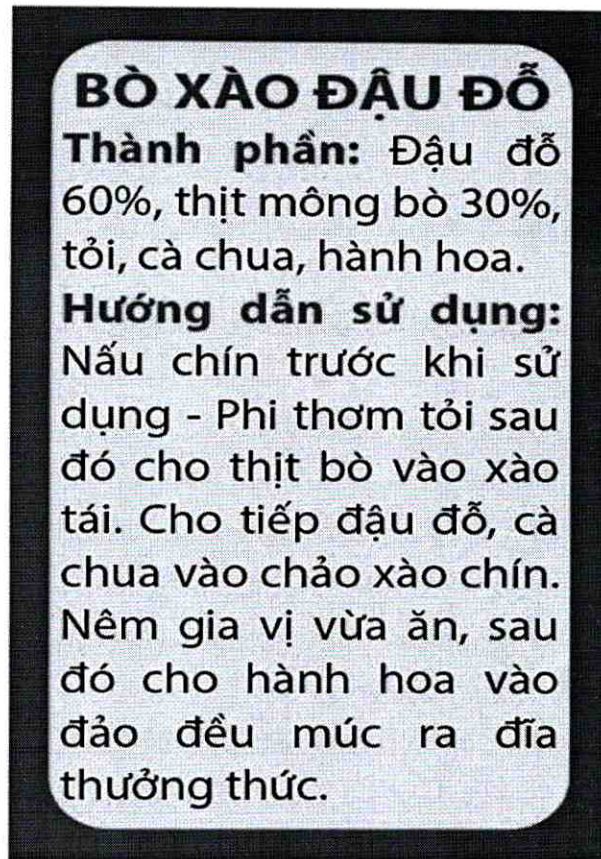 BÒ XÀO ĐẬU ĐỖ
Thành phần: Đậu đỗ
60%, thịt mông bò 30%,
tỏi, cà chua, hành hoa.
Hướng dẫn sử dụng:
Nấu chín trước khi sử
dụng - Phi thơm tỏi sau
đó cho thịt bò vào xào
tái. Cho tiếp đậu đỗ, cà
chua vào chảo xào chín.
Nêm gia vị vừa ăn, sau
đó cho hành hoa vào
đảo đều múc ra đĩa
thưởng thức.